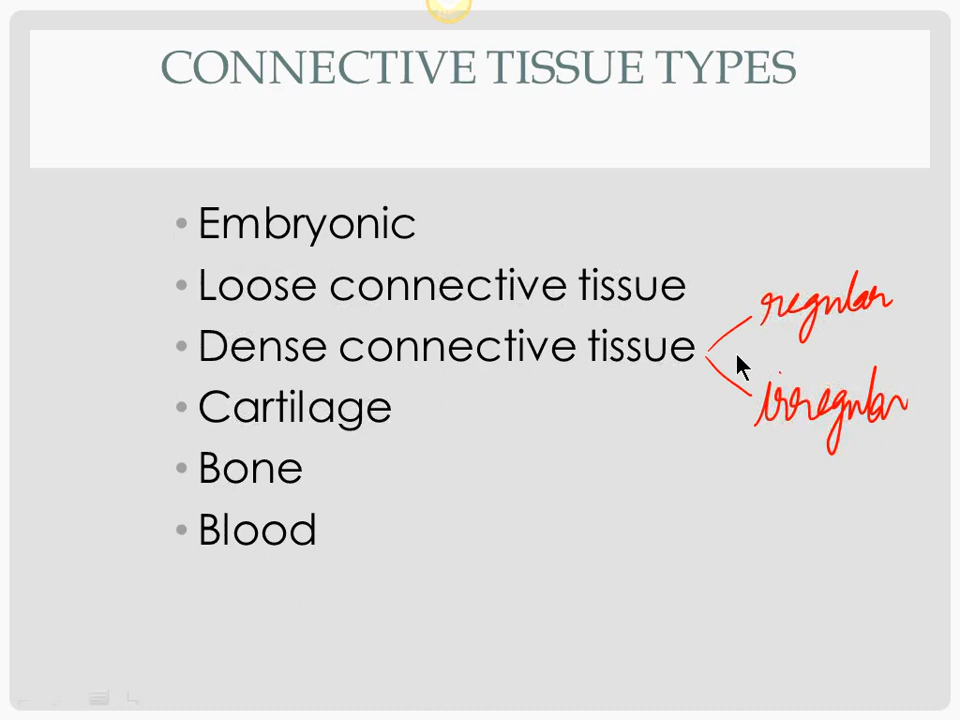 CONNECTIVE TISSUE TYPES
• Embryonic
• Loose connective tissue
regular
• Dense connective tissue
irregular
• Cartilage
• Bone
• Blood